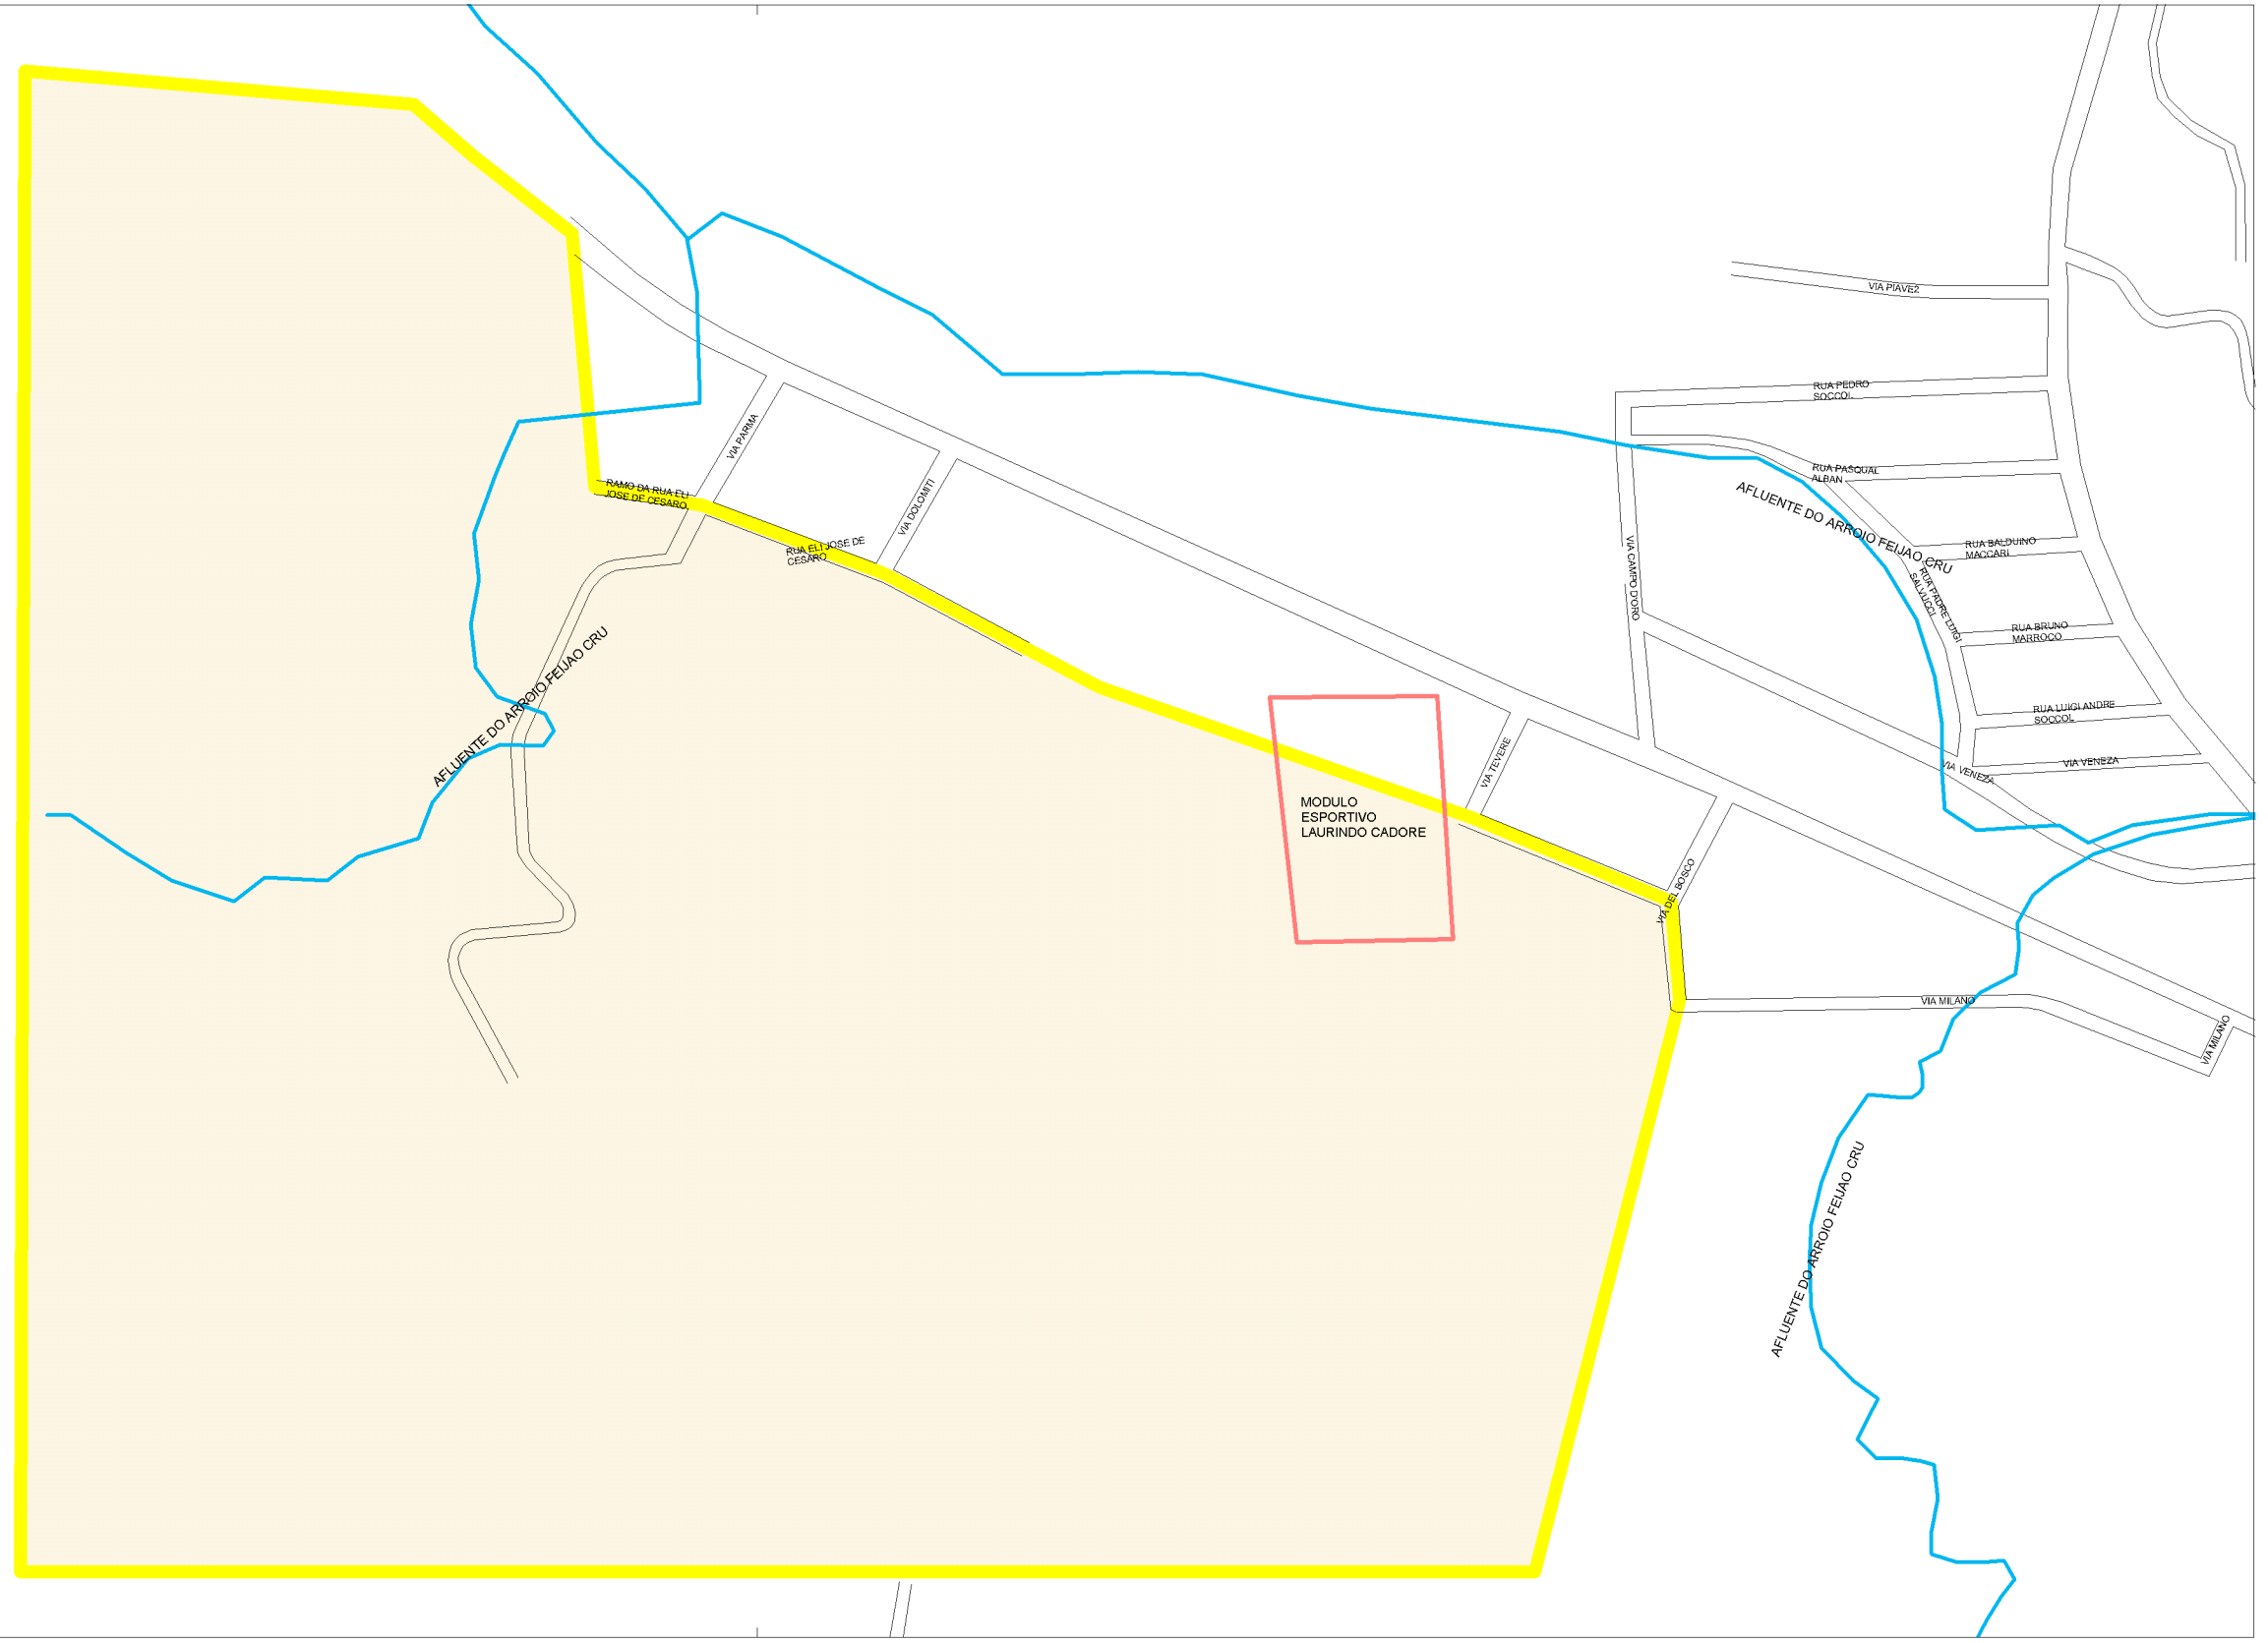 VIA PIAVE2
RUA PEDRO
SOCCOL
VIA PARMA
RUA PASQUAL
ALBAN
RAMO DA RUA ELI
JOSE DE CESARO
VIA DOLOMITI
AFLUENTE DO ARROIO FEIJAO CRU
RUA ELI JOSE DE
CESARO
RUA BALDUINO
MACCARI
VIA CAMPO D'ORO
RUA PADRE LUIGI
SALVUCCI
RUA BRUNO
MARROCO
AFLUENTE DO ARROIO FEIJAO CRU
RUA LUIGI ANDRE
SOCCOL
VIA TEVERE
VIA VENEZA
VIA VENEZA
MODULO
ESPORTIVO
LAURINDO CADORE
VIA DEL BOSCO
VIA MILANO
VIA MILANO
AFLUENTE DO ARROIO FEIJAO CRU